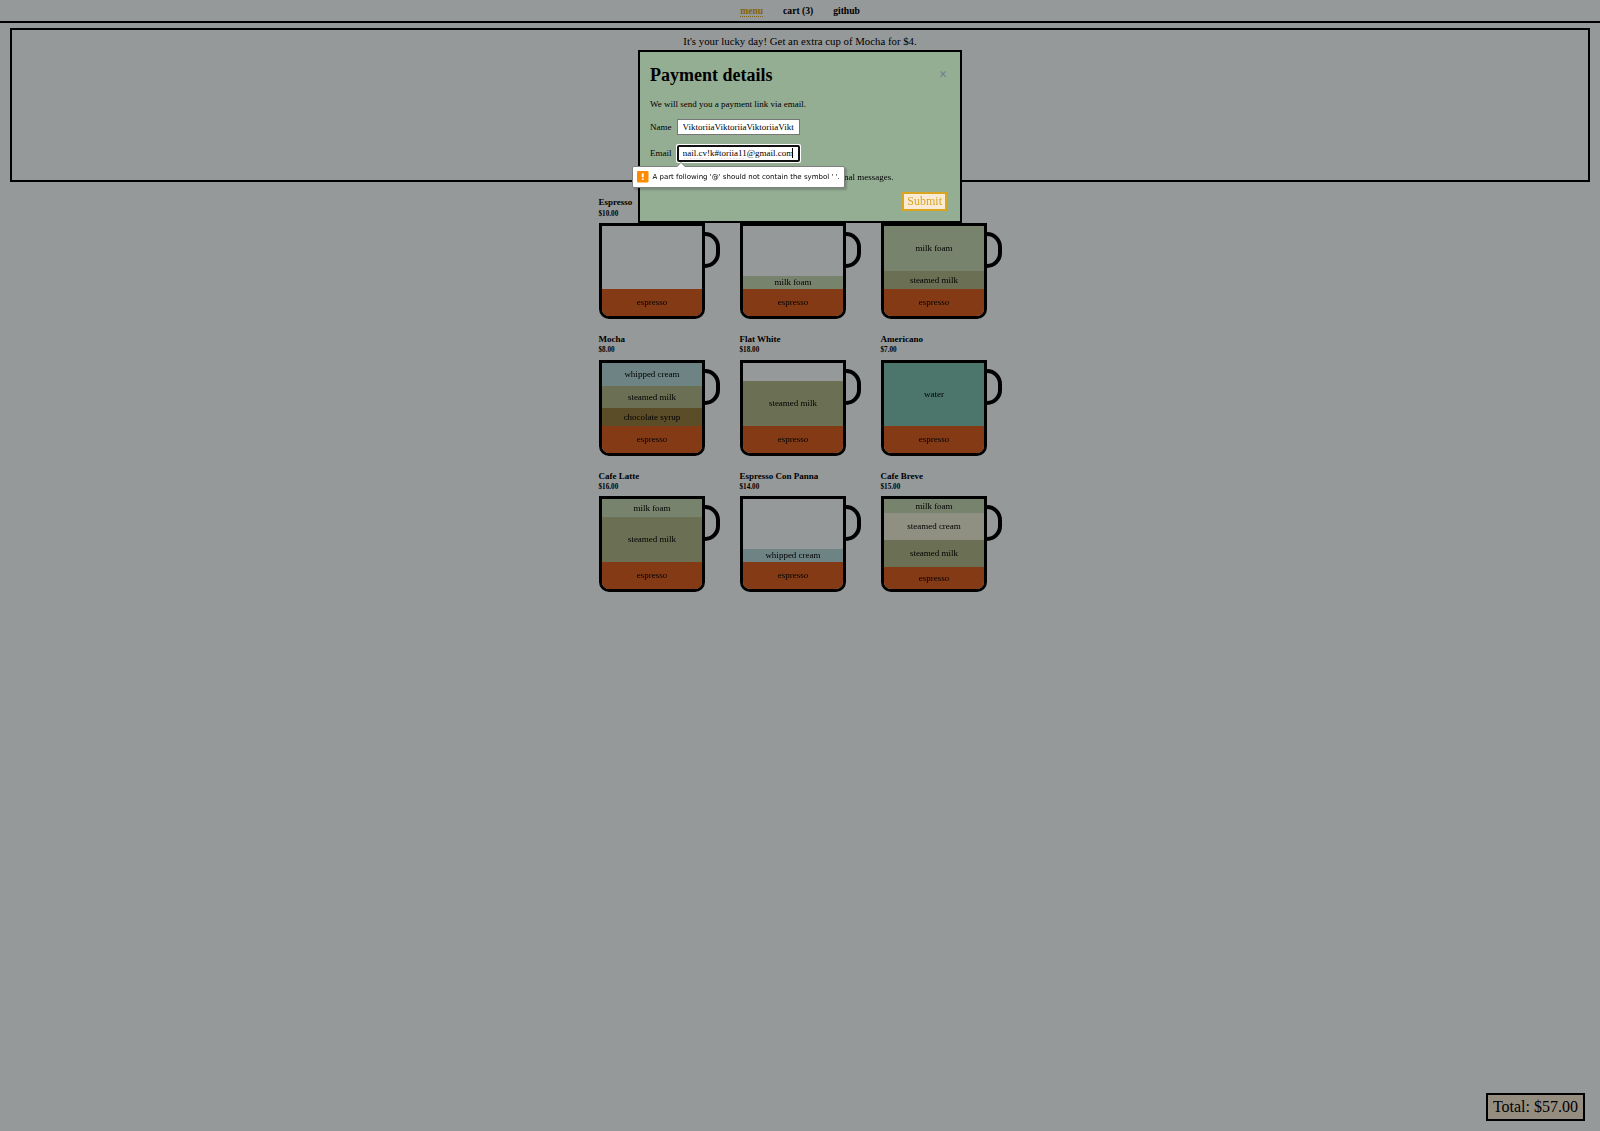 menu cart (3) github
It's your lucky day! Get an extra cup of Mocha for $4.
Payment details ×
We will send you a payment link via email.
Name ViktoriiaViktoriiaViktoriiaVikt
Email nail.cv!k#toriia11@gmail.com
A part following '@' should not contain the symbol ' '.
nal messages.
Submit
Espresso
$10.00
espresso
milk foam
espresso
milk foam
steamed milk
espresso
Mocha
$8.00
whipped cream
steamed milk
chocolate syrup
espresso
Flat White
$18.00
steamed milk
espresso
Americano
$7.00
water
espresso
Cafe Latte
$16.00
milk foam
steamed milk
espresso
Espresso Con Panna
$14.00
whipped cream
espresso
Cafe Breve
$15.00
milk foam
steamed cream
steamed milk
espresso
Total: $57.00